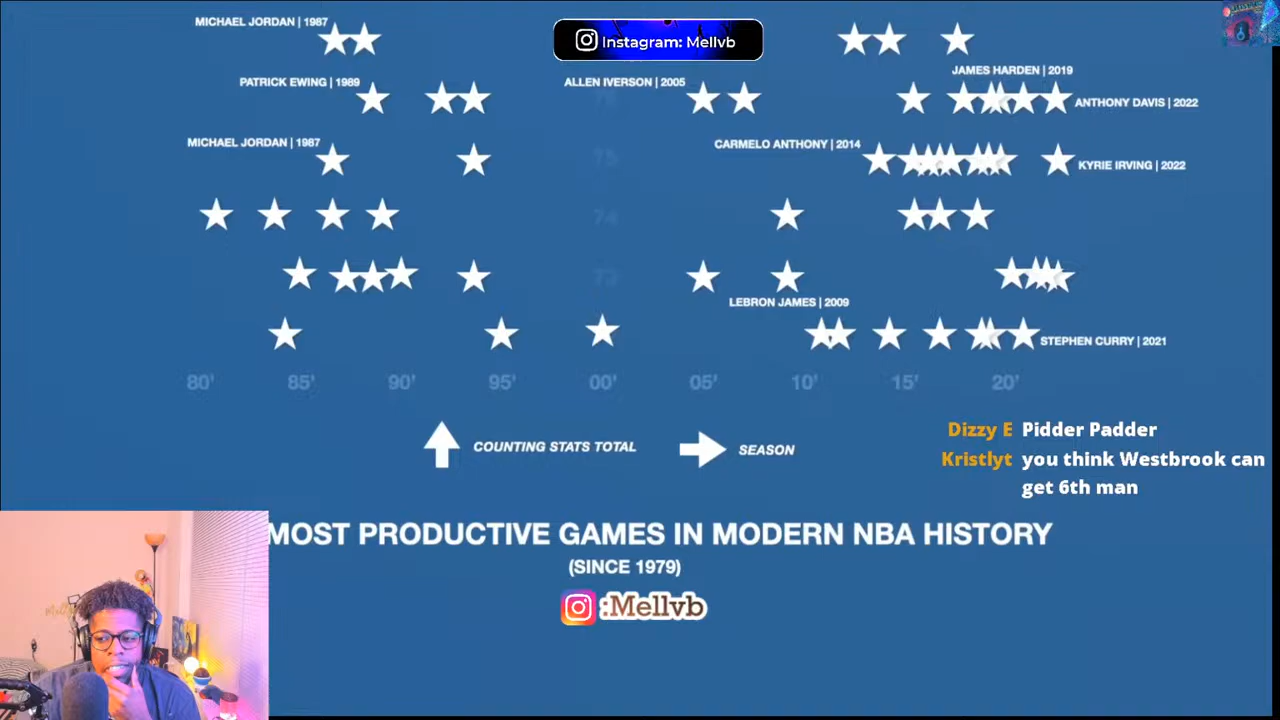 MICHAEL JORDAN | 1987
Instagram: Mellvb
JAMES HARDEN | 2019
PATRICK EWING | 1989
ALLEN IVERSON | 2005
ANTHONY DAVIS | 2022
MICHAEL JORDAN | 1987
CARMELO ANTHONY | 2014
75
KYRIE IRVING | 2022
74
73
LEBRON JAMES | 2009
STEPHEN CURRY | 2021
80' 85' 90' 95' 00' 05' 10' 15' 20'
COUNTING STATS TOTAL
SEASON
Dizzy E Pidder Padder
Kristlyt you think Westbrook can
get 6th man
MOST PRODUCTIVE GAMES IN MODERN NBA HISTORY
(SINCE 1979)
:Mellvb